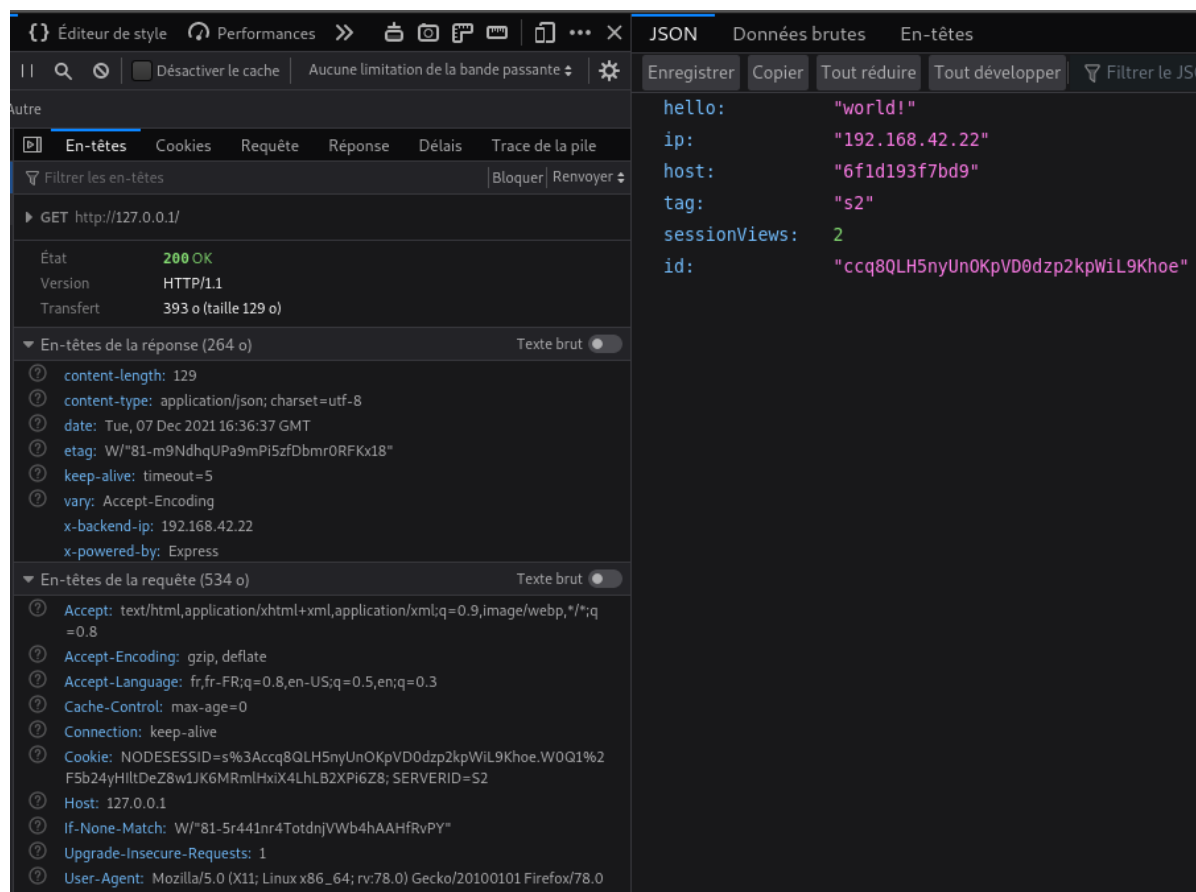 {} Éditeur de style Performances
Désactiver le cache Aucune limitation de la bande passante
Autre
En-têtes Cookies Requête Réponse Délais Trace de la pile
Filtrer les en-têtes Bloquer Renvoyer
GET http://127.0.0.1/
État 200 OK
Version HTTP/1.1
Transfert 393 o (taille 129 o)
En-têtes de la réponse (264 o) Texte brut
content-length: 129
content-type: application/json; charset=utf-8
date: Tue, 07 Dec 2021 16:36:37 GMT
etag: W/"81-m9NdhqUPa9mPi5zfDbmr0RFKx18"
keep-alive: timeout=5
vary: Accept-Encoding
x-backend-ip: 192.168.42.22
x-powered-by: Express
En-têtes de la requête (534 o) Texte brut
Accept: text/html,application/xhtml+xml,application/xml;q=0.9,image/webp,*/*;q
=0.8
Accept-Encoding: gzip, deflate
Accept-Language: fr,fr-FR;q=0.8,en-US;q=0.5,en;q=0.3
Cache-Control: max-age=0
Connection: keep-alive
Cookie: NODESESSID=s%3Accq8QLH5nyUnOKpVD0dzp2kpWiL9Khoe.W0Q1%2
F5b24yHIltDeZ8w1JK6MRmlHxiX4LhLB2XPi6Z8; SERVERID=S2
Host: 127.0.0.1
If-None-Match: W/"81-5r441nr4TotdnjVWb4hAAHfRvPY"
Upgrade-Insecure-Requests: 1
User-Agent: Mozilla/5.0 (X11; Linux x86_64; rv:78.0) Gecko/20100101 Firefox/78.0
JSON Données brutes En-têtes
Enregistrer Copier Tout réduire Tout développer Filtrer le JS
hello: "world!"
ip: "192.168.42.22"
host: "6f1d193f7bd9"
tag: "s2"
sessionViews: 2
id: "ccq8QLH5nyUnOKpVD0dzp2kpWiL9Khoe"